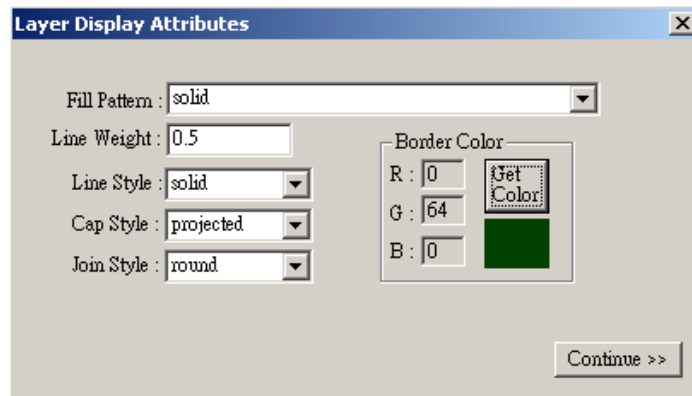 Layer Display Attributes
Fill Pattern : solid
Line Weight : 0.5
Border Color
Line Style : solid
R : 0
Get
Color
Cap Style : projected
G : 64
Join Style : round
B : 0
Continue >>